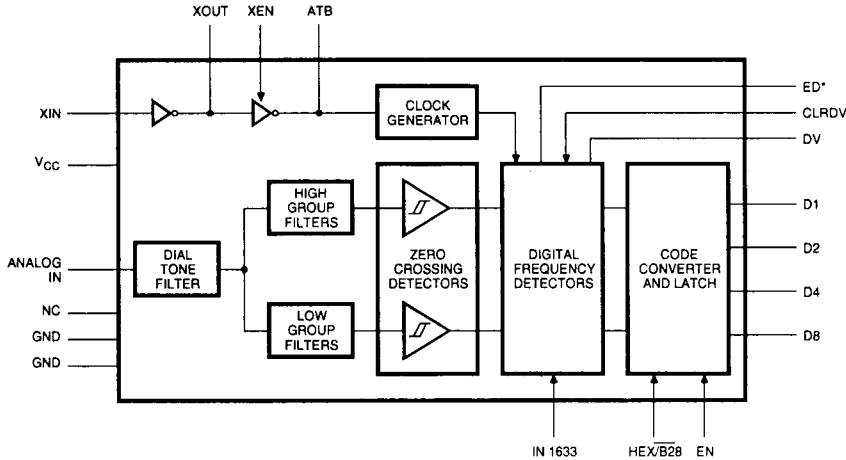 XOUT XEN ATB
XIN
CLOCK
GENERATOR
ED*
CLRDV
DV
VCC
HIGH
GROUP
FILTERS
ANALOG
IN
DIAL
TONE
FILTER
ZERO
CROSSING
DETECTORS
DIGITAL
FREQUENCY
DETECTORS
CODE
CONVERTER
AND LATCH
D1
D2
D4
D8
NC
GND
GND
LOW
GROUP
FILTERS
IN 1633 HEX/B28 EN